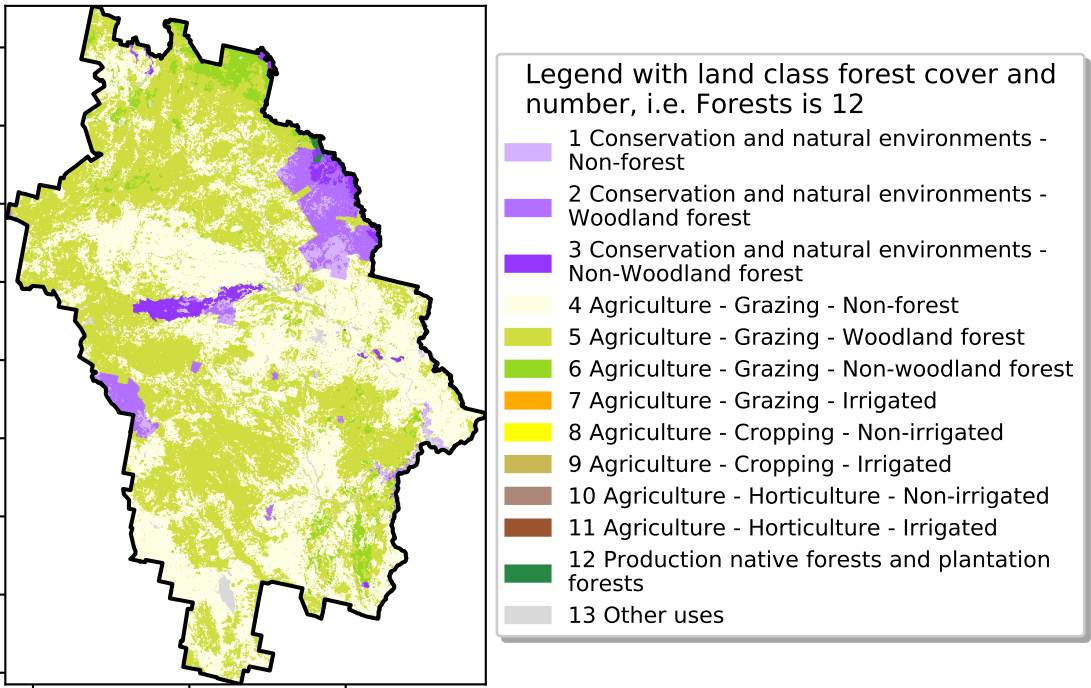 Legend with land class forest cover and
number, i.e. Forests is 12
1 Conservation and natural environments -
Non-forest
2 Conservation and natural environments -
Woodland forest
3 Conservation and natural environments -
Non-Woodland forest
4 Agriculture - Grazing - Non-forest
5 Agriculture - Grazing - Woodland forest
6 Agriculture - Grazing - Non-woodland forest
7 Agriculture - Grazing - Irrigated
8 Agriculture - Cropping - Non-irrigated
9 Agriculture - Cropping - Irrigated
10 Agriculture - Horticulture - Non-irrigated
11 Agriculture - Horticulture - Irrigated
12 Production native forests and plantation
forests
13 Other uses